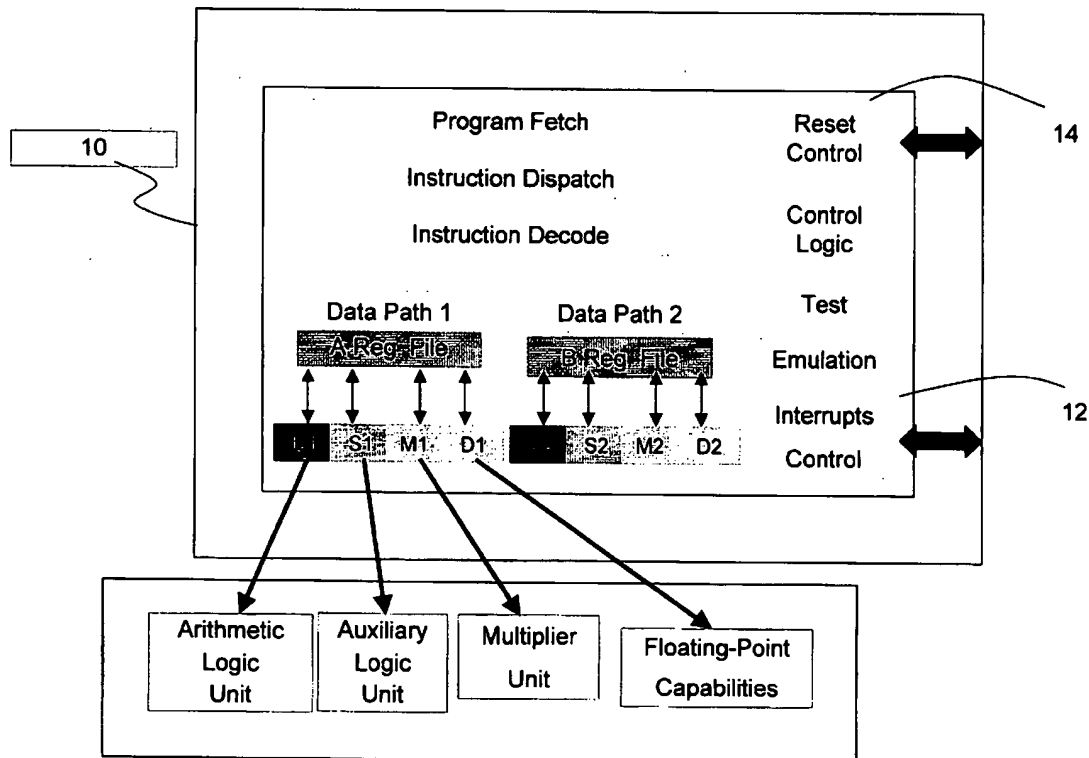 10
Program Fetch
Instruction Dispatch
Instruction Decode
Reset
Control
14
Control
Logic
Test
Emulation
Interrupts
12
Control
Data Path 1
Data Path 2
A Reg File
B Reg File
S1 M1 D1
S2 M2 D2
Arithmetic
Logic
Unit
Auxiliary
Logic
Unit
Multiplier
Unit
Floating-Point
Capabilities